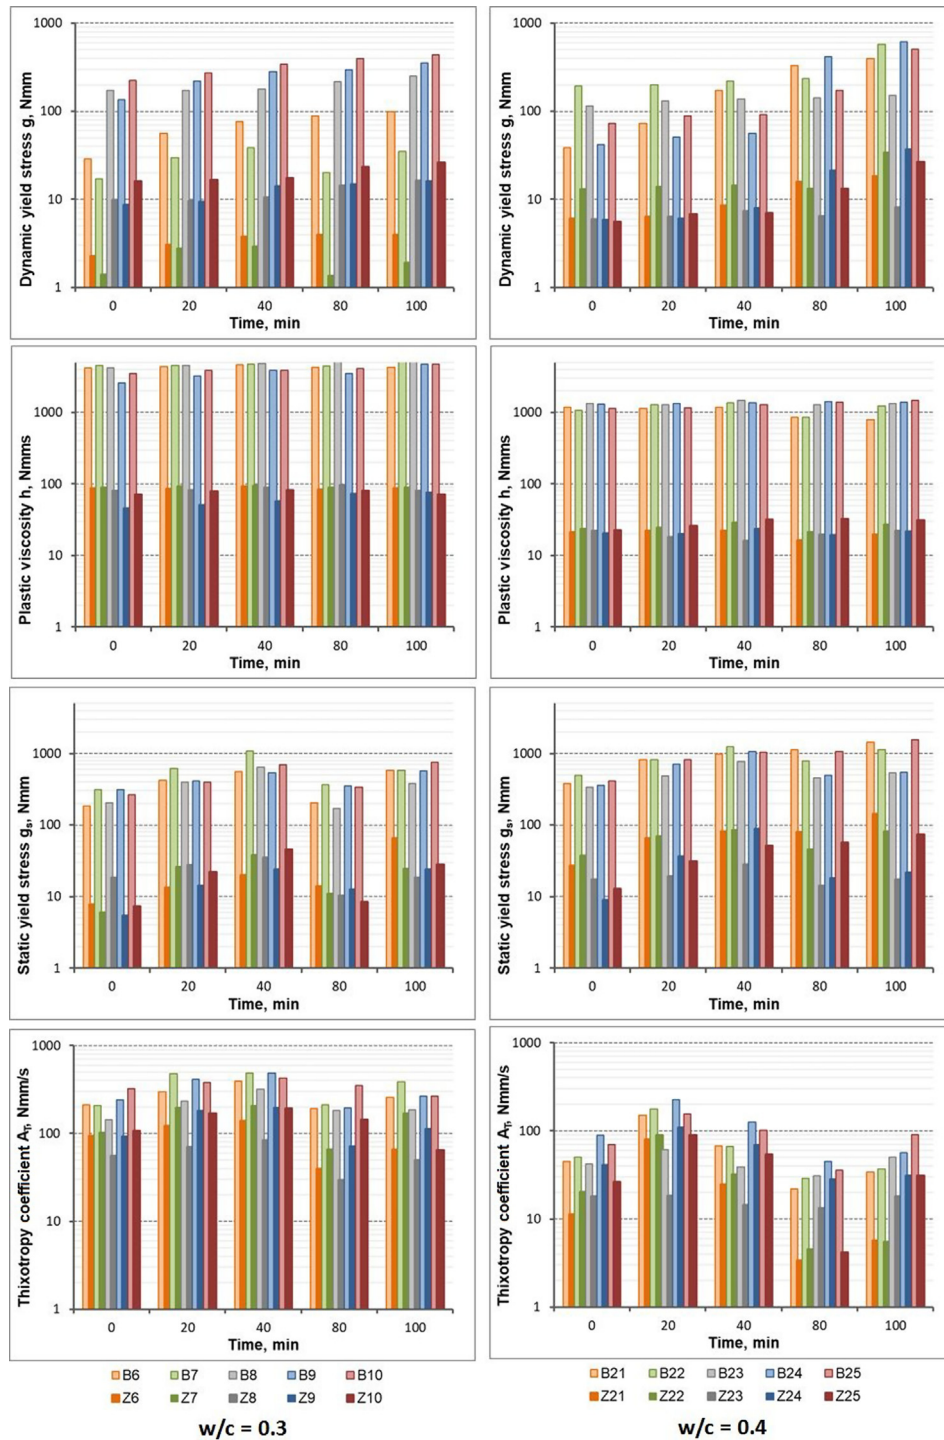 1000
100
10
1
Dynamic yield stress g, Nmm
0 20 40 80 100
Time, min
1000
100
10
1
Dynamic yield stress g, Nmm
0 20 40 80 100
Time, min
1000
100
10
1
Plastic viscosity h, Nmms
0 20 40 80 100
Time, min
1000
100
10
1
Plastic viscosity h, Nmms
0 20 40 80 100
Time, min
1000
100
10
1
Static yield stress gs, Nmm
0 20 40 80 100
Time, min
1000
100
10
1
Static yield stress gs, Nmm
0 20 40 80 100
Time, min
1000
100
10
1
Thixotropy coefficient AT, Nmm/s
0 20 40 80 100
Time, min
1000
100
10
1
Thixotropy coefficient AT, Nmm/s
0 20 40 80 100
Time, min
B6 B7 B8 B9 B10
Z6 Z7 Z8 Z9 Z10
w/c = 0.3
B21 B22 B23 B24 B25
Z21 Z22 Z23 Z24 Z25
w/c = 0.4